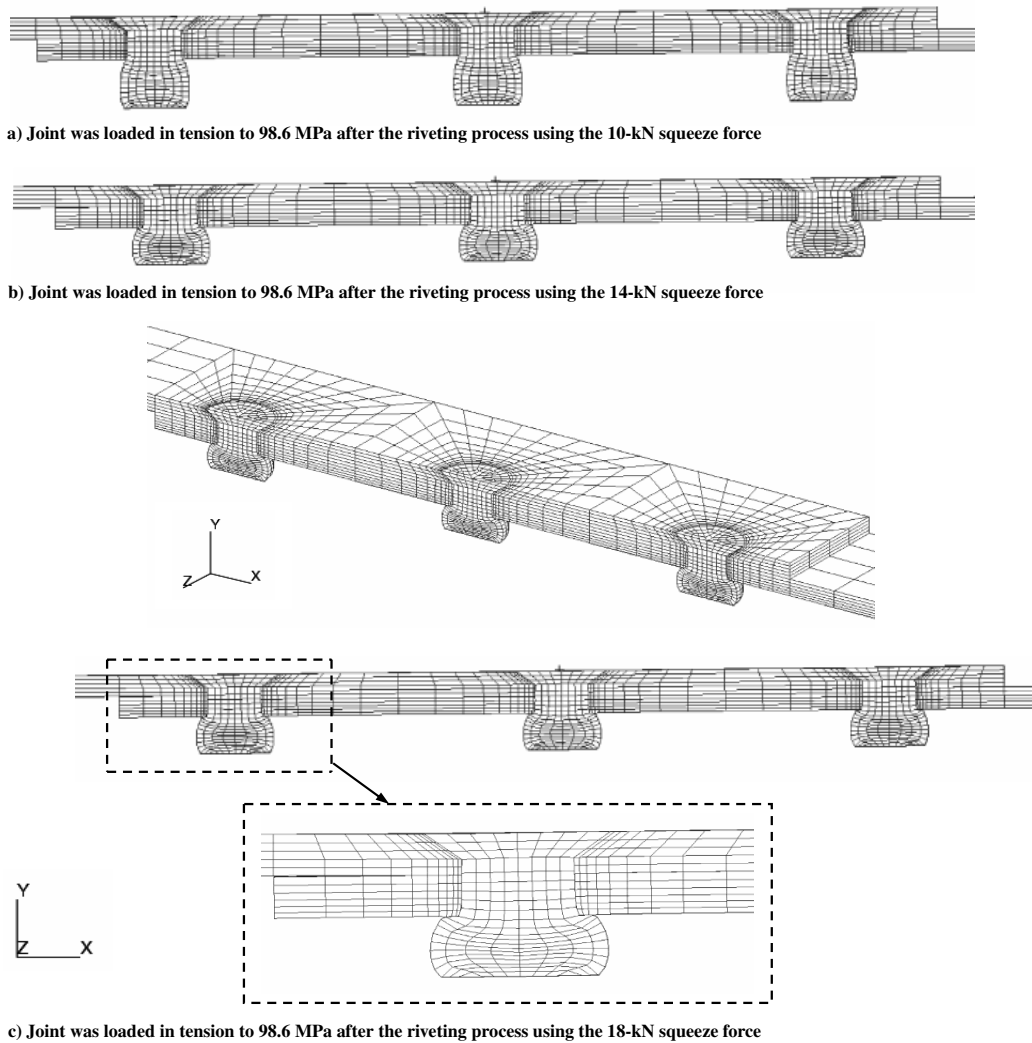 a) Joint was loaded in tension to 98.6 MPa after the riveting process using the 10-kN squeeze force
b) Joint was loaded in tension to 98.6 MPa after the riveting process using the 14-kN squeeze force
Y
Z
X
Y
Z
X
c) Joint was loaded in tension to 98.6 MPa after the riveting process using the 18-kN squeeze force